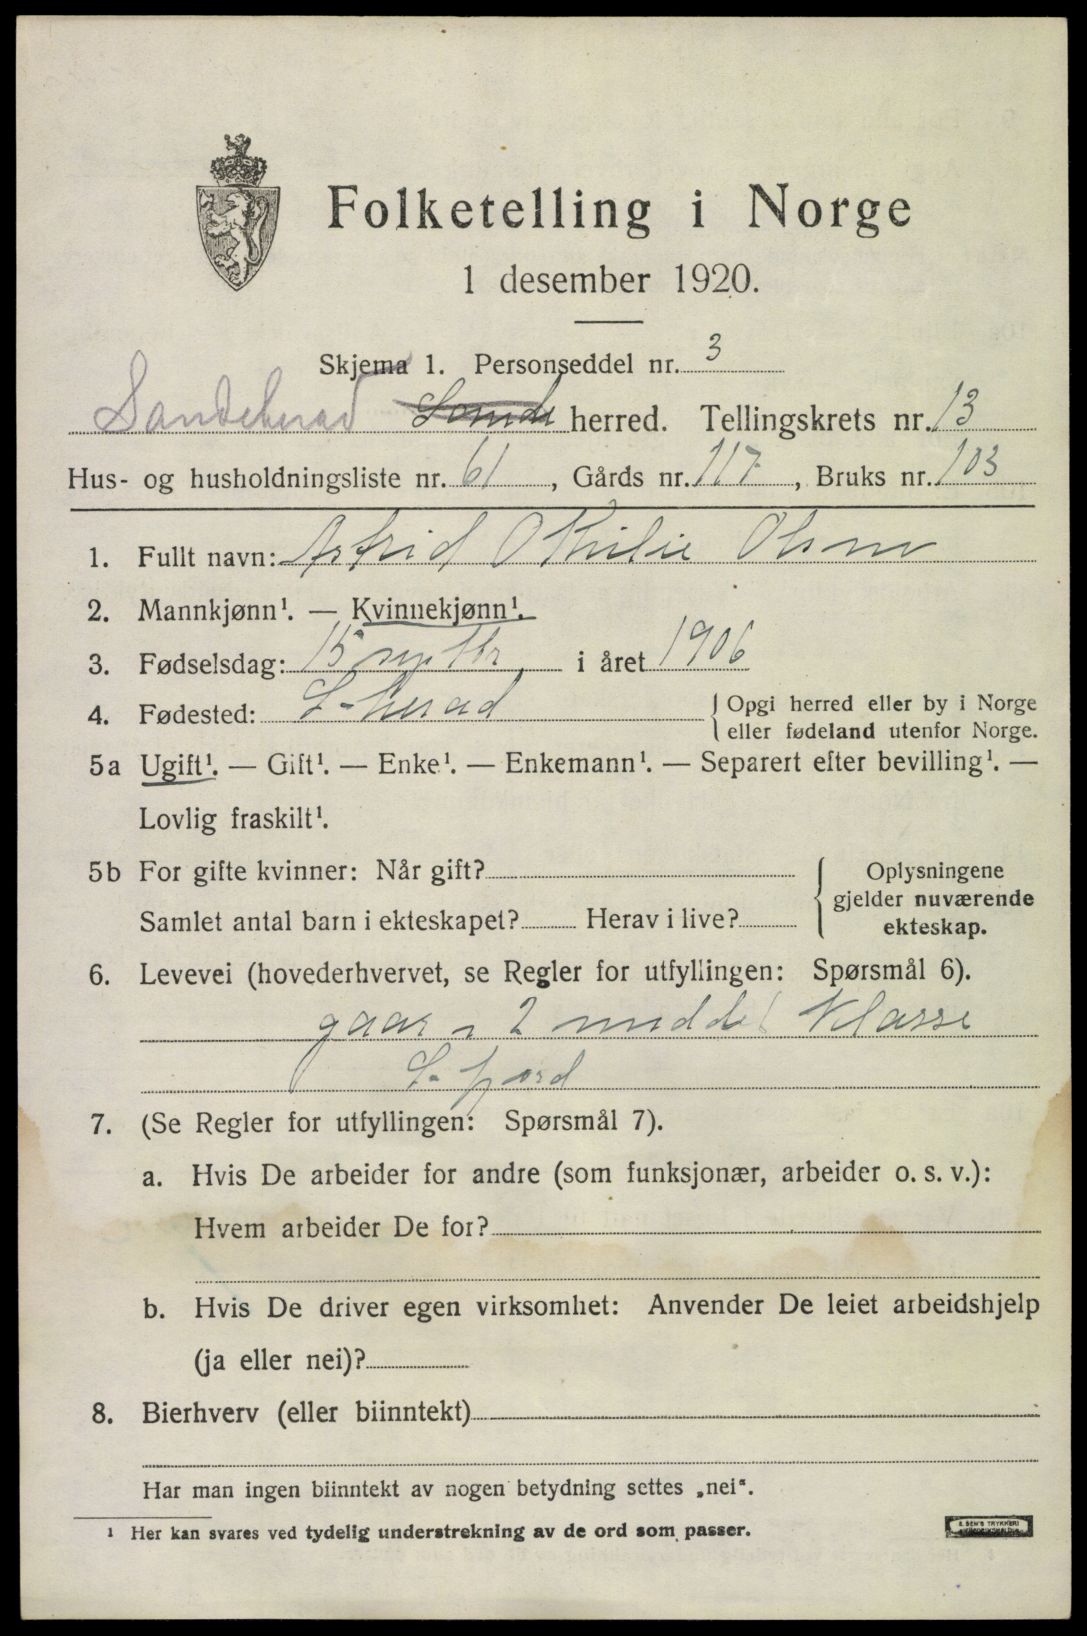 Folketelling i Norge
1 desember 1920.
Skjema 1. Personseddel nr. 3
Sandeherad herred. Tellingskrets nr. 13
Hus- og husholdningsliste nr. 61, Gårds nr. 117, Bruks nr. 103
1. Fullt navn: Astrid Othilie Olsen
2. Mannkjønn¹. — Kvinnekjønn¹.
3. Fødselsdag: 15 septbr i året 1906
4. Fødested: S-herad { Opgi herred eller by i Norge
eller fødeland utenfor Norge.
5a Ugift¹. — Gift¹. — Enke¹. — Enkemann¹. — Separert efter bevilling¹. —
Lovlig fraskilt¹.
5b For gifte kvinner: Når gift?
Samlet antal barn i ekteskapet? Herav i live?
{ Oplysningene
gjelder nuværende
ekteskap.
6. Levevei (hovederhvervet, se Regler for utfyllingen: Spørsmål 6).
gaar i 2 middel Klasse
S-fjord
7. (Se Regler for utfyllingen: Spørsmål 7).
a. Hvis De arbeider for andre (som funksjonær, arbeider o. s. v.):
Hvem arbeider De for?
b. Hvis De driver egen virksomhet: Anvender De leiet arbeidshjelp
(ja eller nei)?
8. Bierhverv (eller biinntekt)
Har man ingen biinntekt av nogen betydning settes „nei“.
¹ Her kan svares ved tydelig understrekning av de ord som passer.